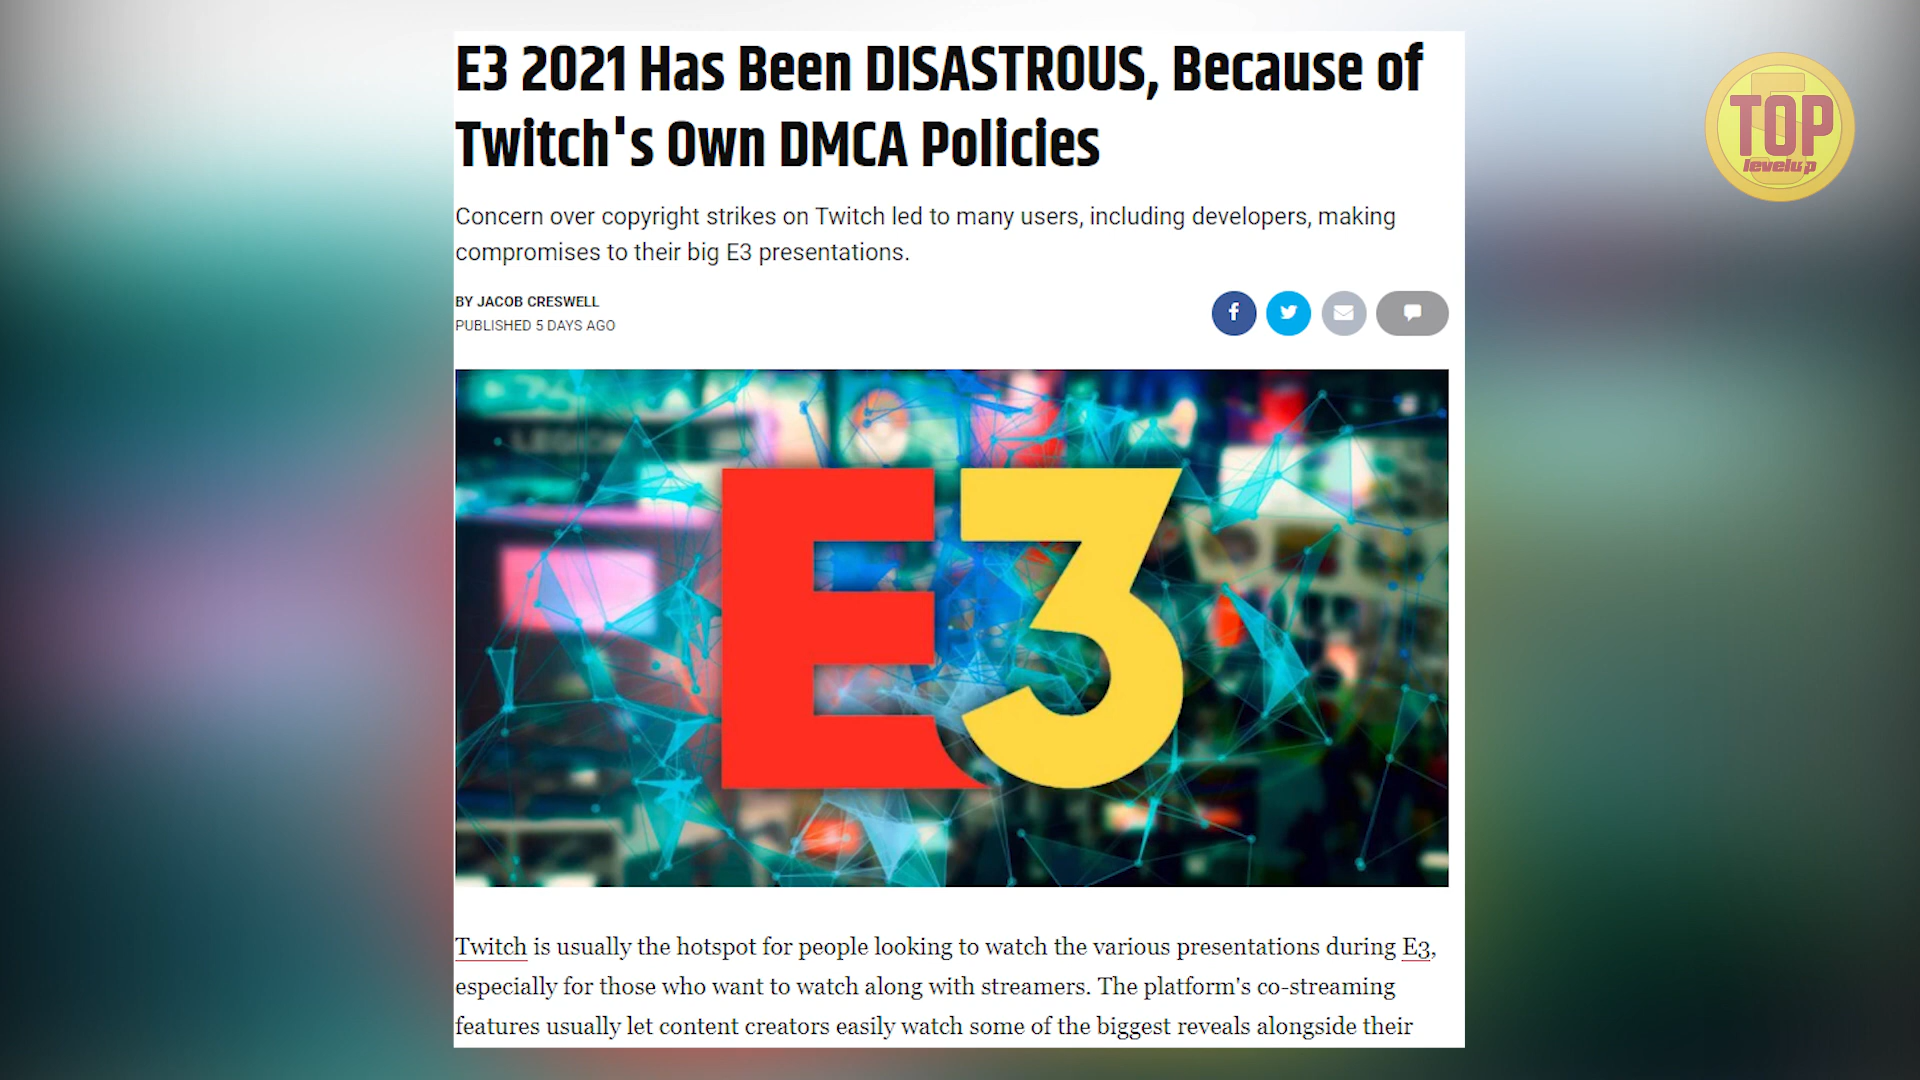 E3 2021 Has Been DISASTROUS, Because of
Twitch's Own DMCA Policies
TOP
levelup
Concern over copyright strikes on Twitch led to many users, including developers, making
compromises to their big E3 presentations.
BY JACOB CRESWELL
PUBLISHED 5 DAYS AGO
LEGION
E3
Twitch is usually the hotspot for people looking to watch the various presentations during E3,
especially for those who want to watch along with streamers. The platform's co-streaming
features usually let content creators easily watch some of the biggest reveals alongside their